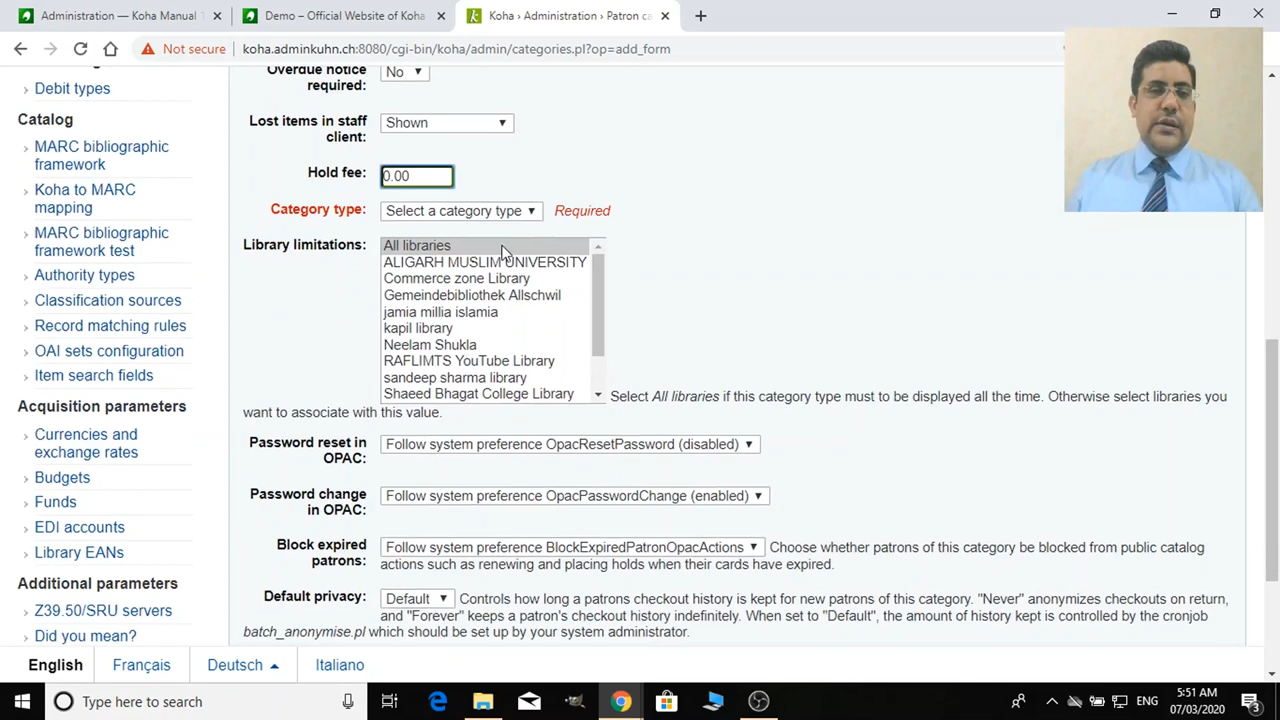 Administration — Koha Manual 1
Demo – Official Website of Koha
Koha › Administration › Patron ca
Not secure
koha.adminkuhn.ch:8080/cgi-bin/koha/admin/categories.pl?op=add_form
Debit types
Catalog
MARC bibliographic
framework
Koha to MARC
mapping
MARC bibliographic
framework test
Authority types
Classification sources
Record matching rules
OAI sets configuration
Item search fields
Acquisition parameters
Currencies and
exchange rates
Budgets
Funds
EDI accounts
Library EANs
Additional parameters
Z39.50/SRU servers
Did you mean?
Overdue notice
required:
No
Lost items in staff
client:
Shown
Hold fee:
0.00
Category type:
Select a category type
Required
Library limitations:
All libraries
ALIGARH MUSLIM UNIVERSITY
Commerce zone Library
Gemeindebibliothek Allschwil
jamia millia islamia
kapil library
Neelam Shukla
RAFLIMTS YouTube Library
sandeep sharma library
Shaeed Bhagat College Library
Select All libraries if this category type must to be displayed all the time. Otherwise select libraries you
want to associate with this value.
Password reset in
OPAC:
Follow system preference OpacResetPassword (disabled)
Password change
in OPAC:
Follow system preference OpacPasswordChange (enabled)
Block expired
patrons:
Follow system preference BlockExpiredPatronOpacActions
Choose whether patrons of this category be blocked from public catalog
actions such as renewing and placing holds when their cards have expired.
Default privacy:
Default
Controls how long a patrons checkout history is kept for new patrons of this category. "Never" anonymizes checkouts on return,
and "Forever" keeps a patron's checkout history indefinitely. When set to "Default", the amount of history kept is controlled by the cronjob
batch_anonymise.pl which should be set up by your system administrator.
English
Français
Deutsch
Italiano
Type here to search
ENG
5:51 AM
07/03/2020
3